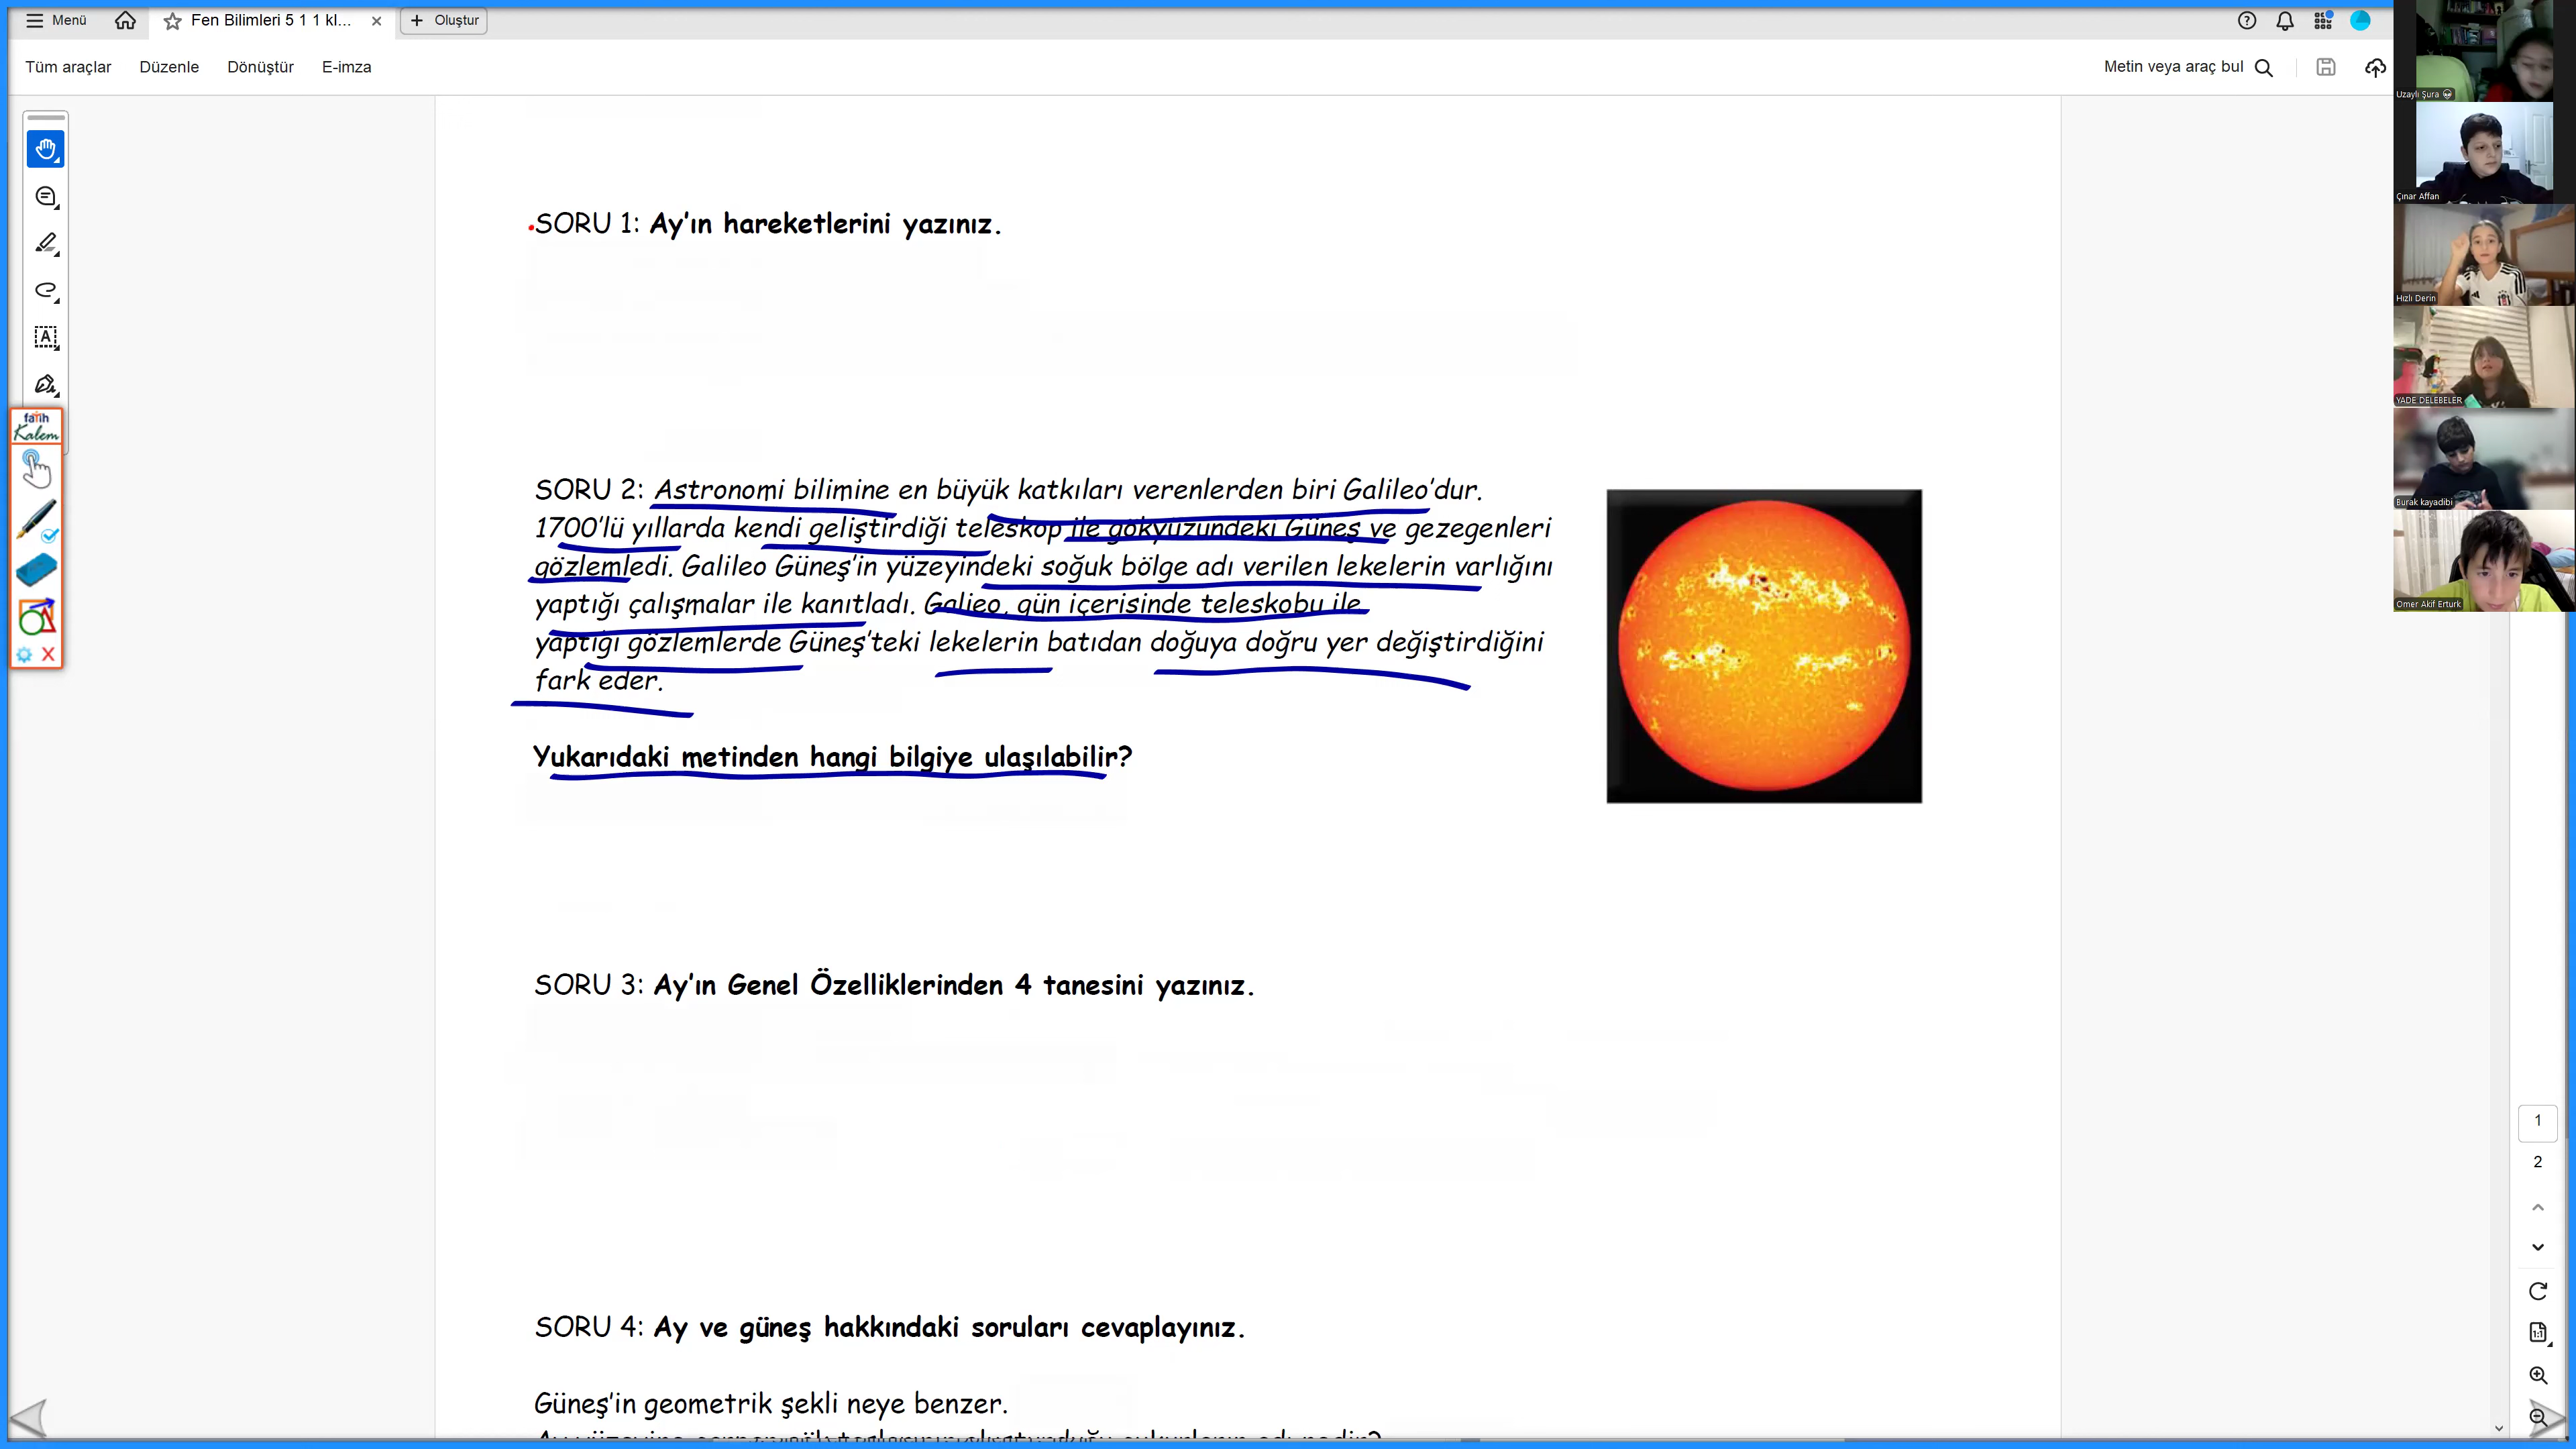 Menü
Fen Bilimleri 5 1 1 kl...
Oluştur
Tüm araçlar
Düzenle
Dönüştür
E-imza
Metin veya araç bul
Uzaylı Şura
Çınar Affan
Hızlı Derin
YADE DELEBELER
Burak kayadibi
Omer Akif Erturk
fatih
Kalem
SORU 1: Ay'ın hareketlerini yazınız.
SORU 2: Astronomi bilimine en büyük katkıları verenlerden biri Galileo'dur.
1700'lü yıllarda kendi geliştirdiği teleskop ile gökyüzündeki Güneş ve gezegenleri
gözlemledi. Galileo Güneş'in yüzeyindeki soğuk bölge adı verilen lekelerin varlığını
yaptığı çalışmalar ile kanıtladı. Galieo, gün içerisinde teleskobu ile
yaptığı gözlemlerde Güneş'teki lekelerin batıdan doğuya doğru yer değiştirdiğini
fark eder.
Yukarıdaki metinden hangi bilgiye ulaşılabilir?
SORU 3: Ay'ın Genel Özelliklerinden 4 tanesini yazınız.
SORU 4: Ay ve güneş hakkındaki soruları cevaplayınız.
Güneş'in geometrik şekli neye benzer.
1
2